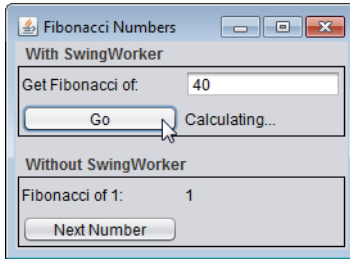 Fibonacci Numbers
With SwingWorker
Get Fibonacci of: 40
Go Calculating...
Without SwingWorker
Fibonacci of 1: 1
Next Number